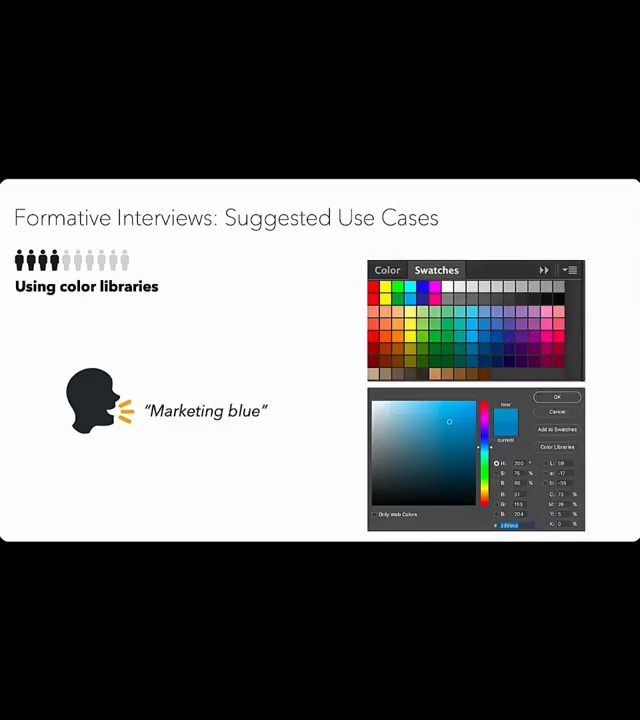 Formative Interviews: Suggested Use Cases
Using color libraries
“Marketing blue”
Color Swatches
new
current
OK
Cancel
Add to Swatches
Color Libraries
H: 200 °
S: 75 %
B: 80 %
R: 51
G: 153
B: 204
L: 59
a: -17
b: -35
C: 73 %
M: 26 %
Y: 5 %
K: 0 %
Only Web Colors
# 3399cc